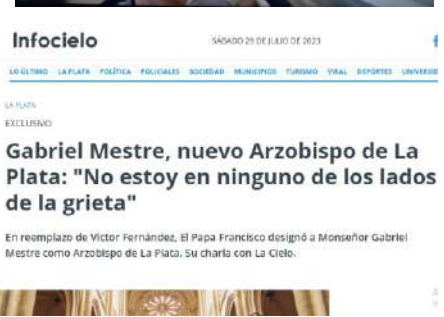 Infocielo
SÁBADO 29 DE JULIO DE 2023
LO ÚLTIMO LA PLATA POLÍTICA POLICIALES SOCIEDAD MUNICIPIOS TURISMO VIRAL DEPORTES
LA PLATA
EXCLUSIVO
Gabriel Mestre, nuevo Arzobispo de La
Plata: "No estoy en ninguno de los lados
de la grieta"
En reemplazo de Víctor Fernández, El Papa Francisco designó a Monseñor Gabriel
Mestre como Arzobispo de La Plata. Su charla con La Cielo.